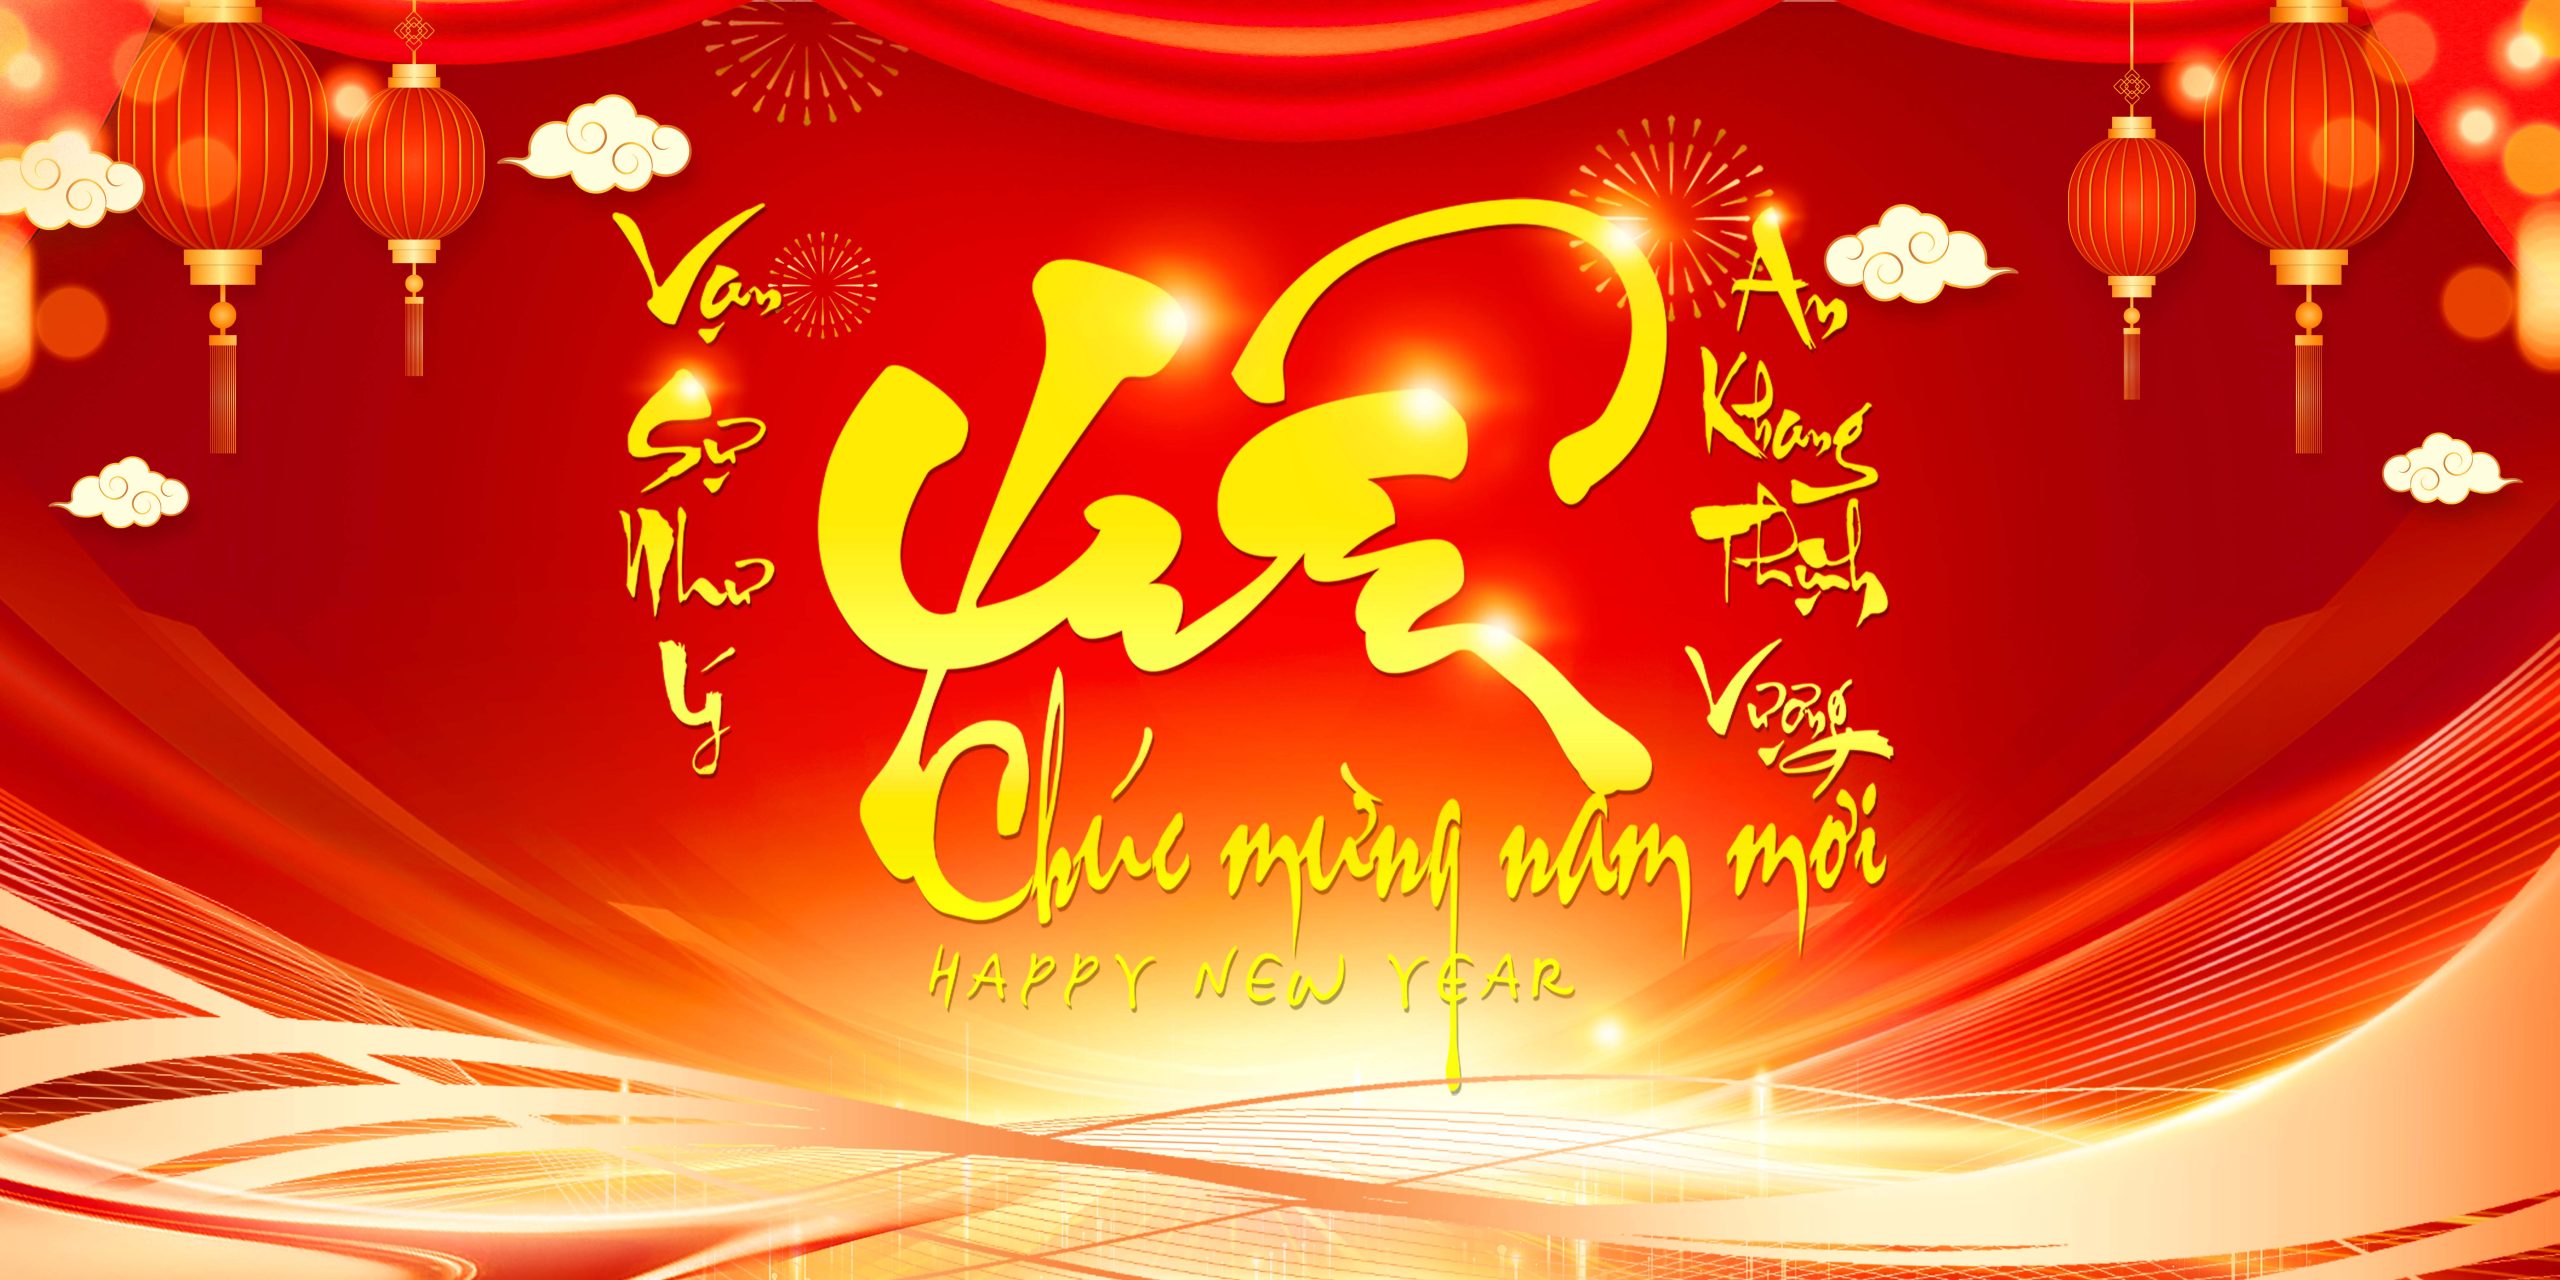 Vạn
Sự
Như
Ý
Xuân
An
Khang
Thịnh
Vượng
Chúc mừng năm mới
HAPPY NEW YEAR